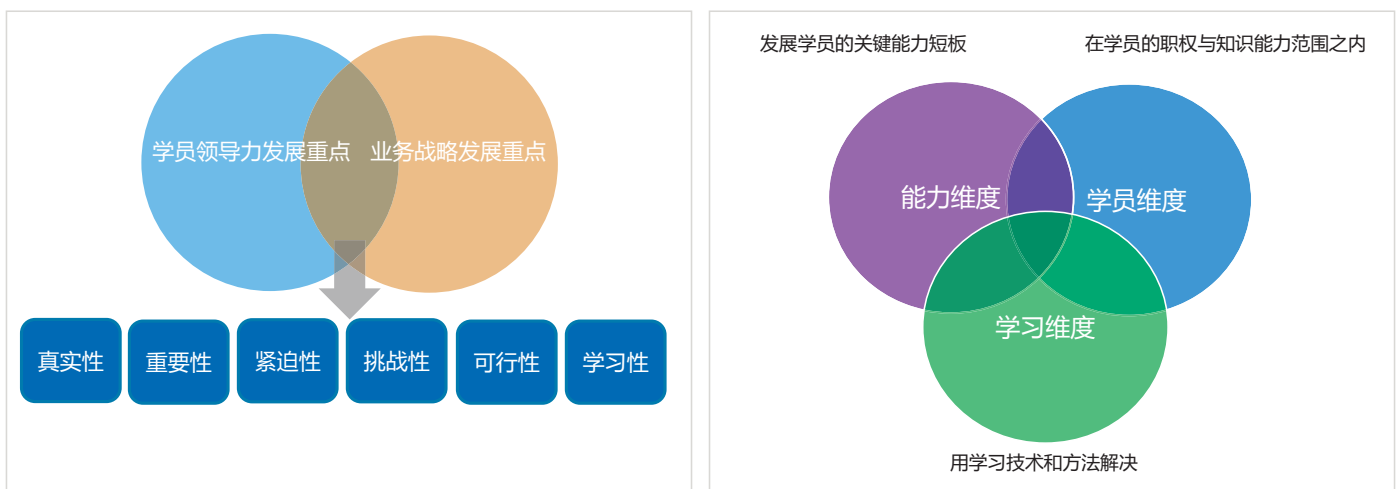 学员领导力发展重点
业务战略发展重点
真实性
重要性
紧迫性
挑战性
可行性
学习性
发展学员的关键能力短板
在学员的职权与知识能力范围之内
能力维度
学员维度
学习维度
用学习技术和方法解决